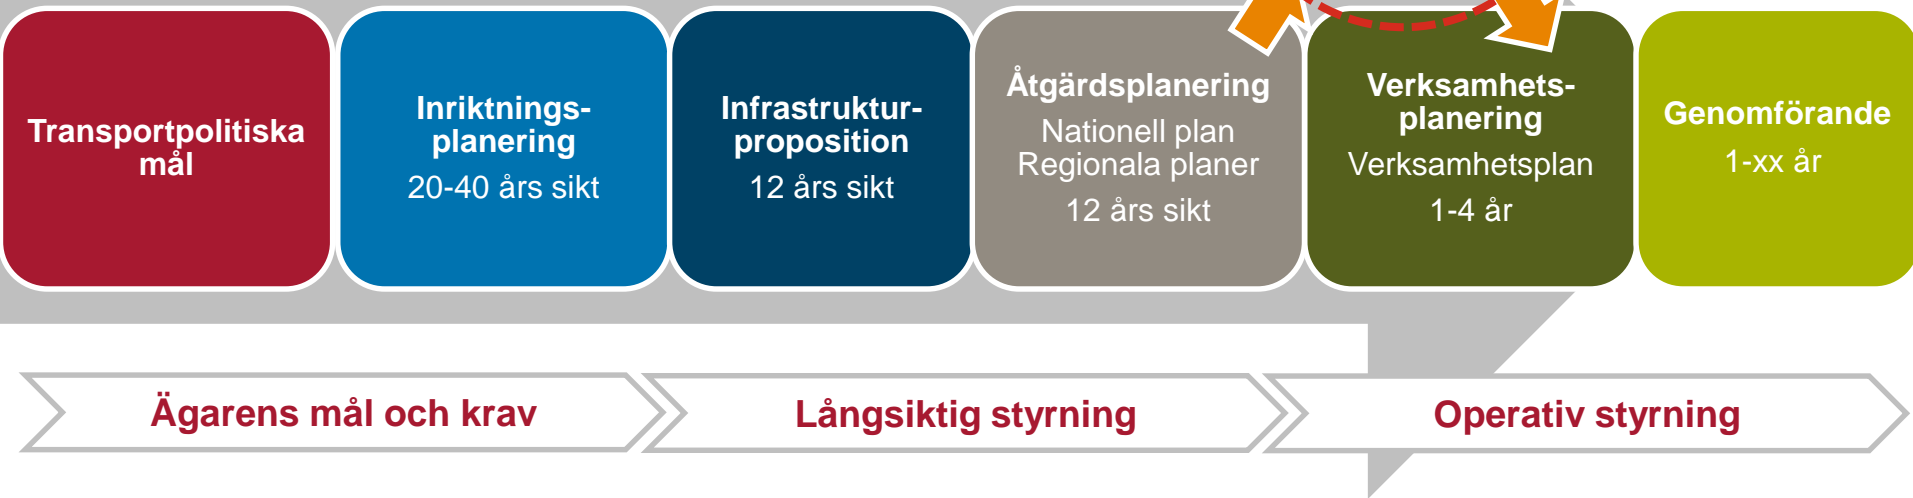 Transportpolitiska
mål
Inriktnings-
planering
20-40 års sikt
Infrastruktur-
proposition
12 års sikt
Åtgärdsplanering
Nationell plan
Regionala planer
12 års sikt
Verksamhets-
planering
Verksamhetsplan
1-4 år
Genomförande
1-xx år
Ägarens mål och krav
Långsiktig styrning
Operativ styrning